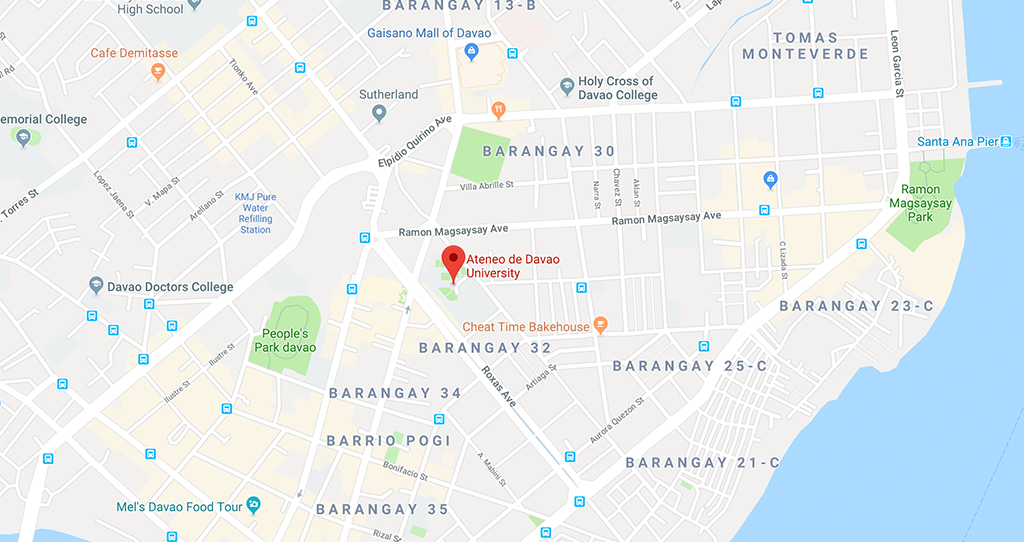 High School
BARANGAY 13-B
Lap
Gaisano Mall of Davao
TOMAS
MONTEVERDE
Leon Garcia St
Cafe Demitasse
Tionko Ave
Sutherland
Holy Cross of
Davao College
emorial College
Elpidio Quirino Ave
BARANGAY 30
Santa Ana Pier
Lopez Jaena St
V. Mapa St
Arellano St
Torres St
KMJ Pure
Water
Refilling
Station
Villa Abrille St
Narra St
Chavez St
Aklan St
Ramon
Magsaysay
Park
Ramon Magsaysay Ave
Ramon Magsaysay Ave
C Lizada St
Ateneo de Davao
University
Davao Doctors College
BARANGAY 23-C
People's
Park davao
Cheat Time Bakehouse
BARANGAY 32
Ilustre St
Ilustre St
BARANGAY 25-C
Artiaga St
Roxas Ave
BARANGAY 34
Aurora Quezon St
BARRIO POGI
Bonifacio St
A. Mabini St
BARANGAY 21-C
Mel's Davao Food Tour
BARANGAY 35
Rizal St